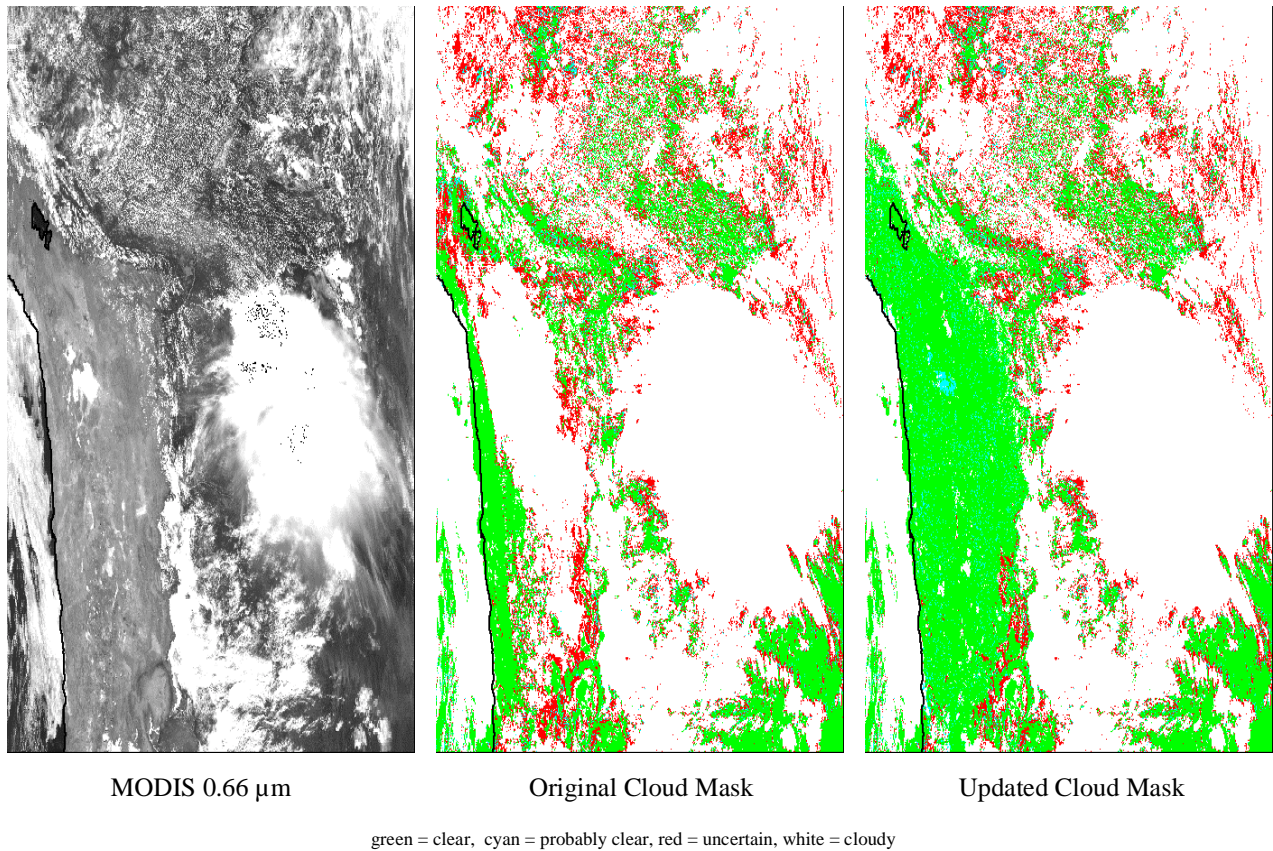 MODIS 0.66 µm
Original Cloud Mask
Updated Cloud Mask
green = clear, cyan = probably clear, red = uncertain, white = cloudy